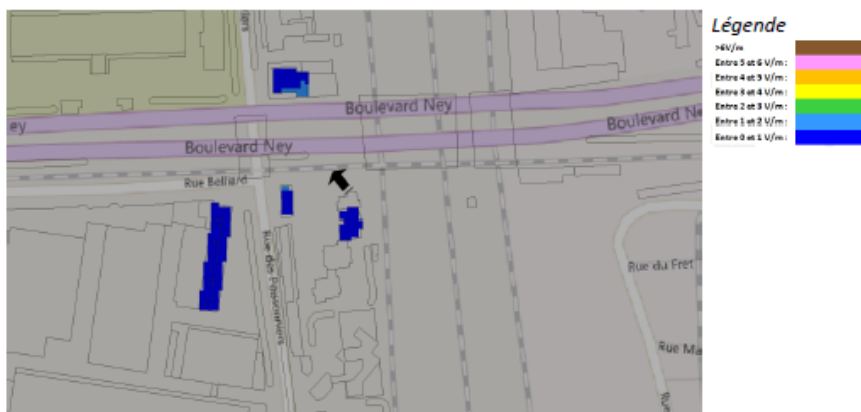 Légende
>6V/m
Entre 5 et 6 V/m :
Entre 4 et 5 V/m :
Entre 3 et 4 V/m :
Entre 2 et 3 V/m :
Entre 1 et 2 V/m :
Entre 0 et 1 V/m :
Boulevard Ney
Boulevard Ne
ey
Boulevard Ney
Rue Belliard
Rue des Poissonniers
Rue du Fret
Rue Ma
Rue